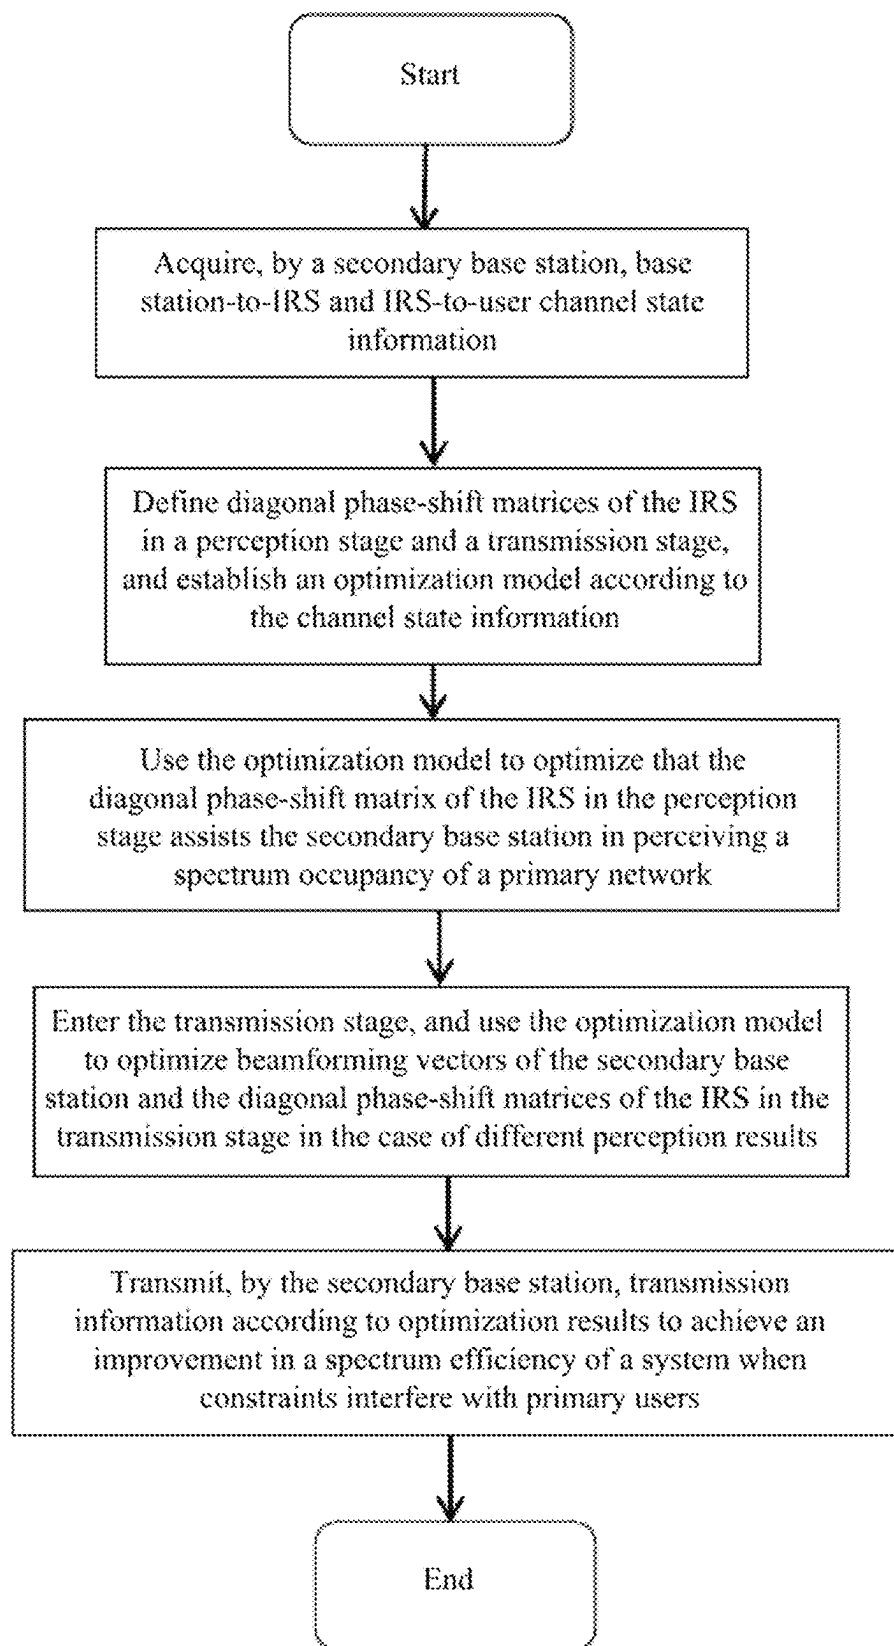 Start
Acquire, by a secondary base station, base
station-to-IRS and IRS-to-user channel state
information
Define diagonal phase-shift matrices of the IRS
in a perception stage and a transmission stage,
and establish an optimization model according to
the channel state information
Use the optimization model to optimize that the
diagonal phase-shift matrix of the IRS in the perception
stage assists the secondary base station in perceiving a
spectrum occupancy of a primary network
Enter the transmission stage, and use the optimization model
to optimize beamforming vectors of the secondary base
station and the diagonal phase-shift matrices of the IRS in the
transmission stage in the case of different perception results
Transmit, by the secondary base station, transmission
information according to optimization results to achieve an
improvement in a spectrum efficiency of a system when
constraints interfere with primary users
End